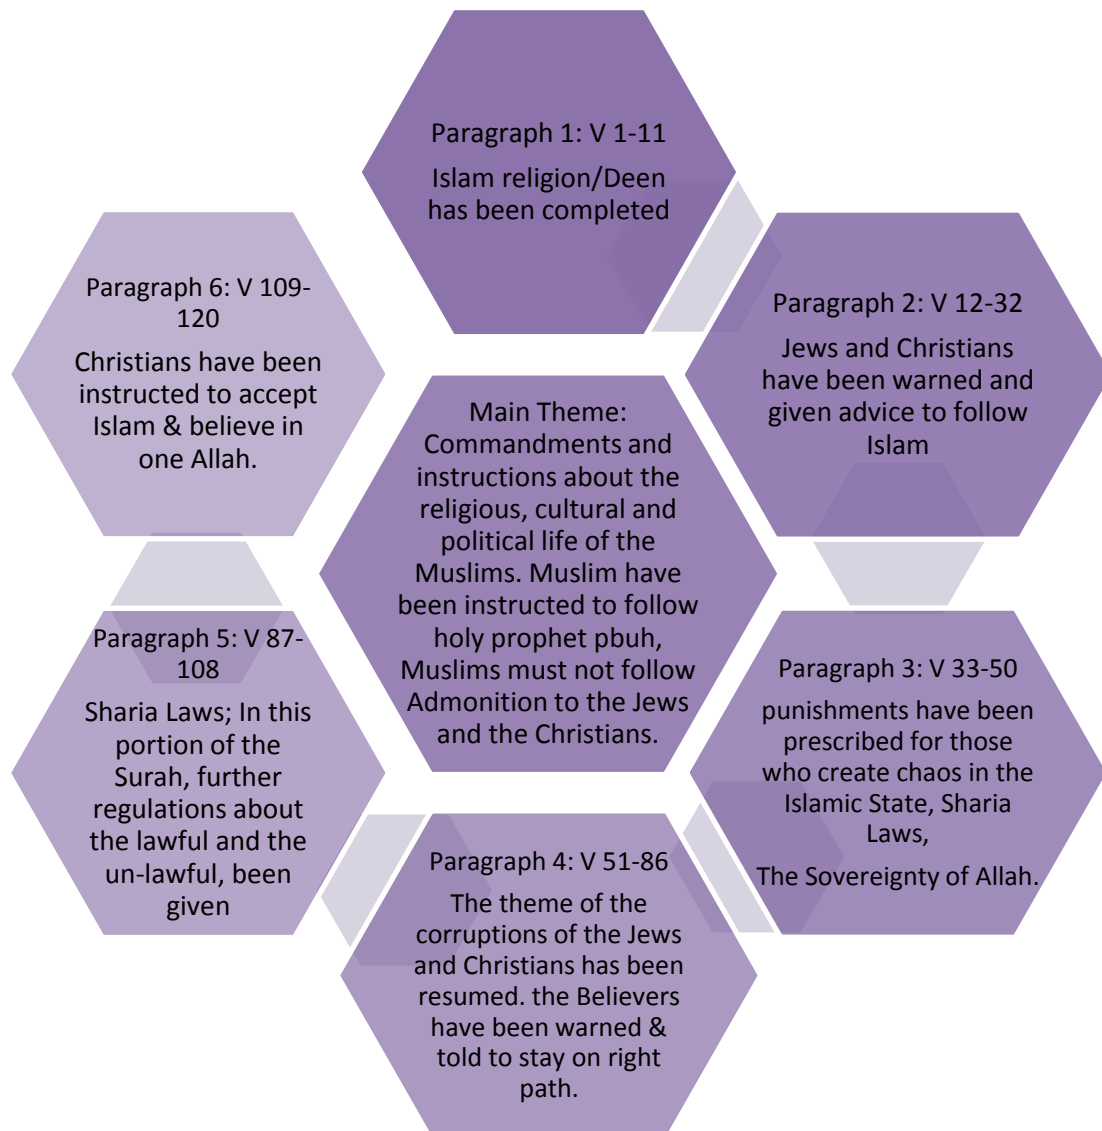 Paragraph 1: V 1-11
Islam religion/Deen
has been completed
Paragraph 2: V 12-32
Jews and Christians
have been warned and
given advice to follow
Islam
Paragraph 3: V 33-50
punishments have been
prescribed for those
who create chaos in the
Islamic State, Sharia
Laws,
The Sovereignty of Allah.
Paragraph 4: V 51-86
The theme of the
corruptions of the Jews
and Christians has been
resumed. the Believers
have been warned &
told to stay on right
path.
Paragraph 5: V 87-
108
Sharia Laws; In this
portion of the
Surah, further
regulations about
the lawful and the
un-lawful, been
given
Paragraph 6: V 109-
120
Christians have been
instructed to accept
Islam & believe in
one Allah.
Main Theme:
Commandments and
instructions about the
religious, cultural and
political life of the
Muslims. Muslim have
been instructed to follow
holy prophet pbuh,
Muslims must not follow
Admonition to the Jews
and the Christians.